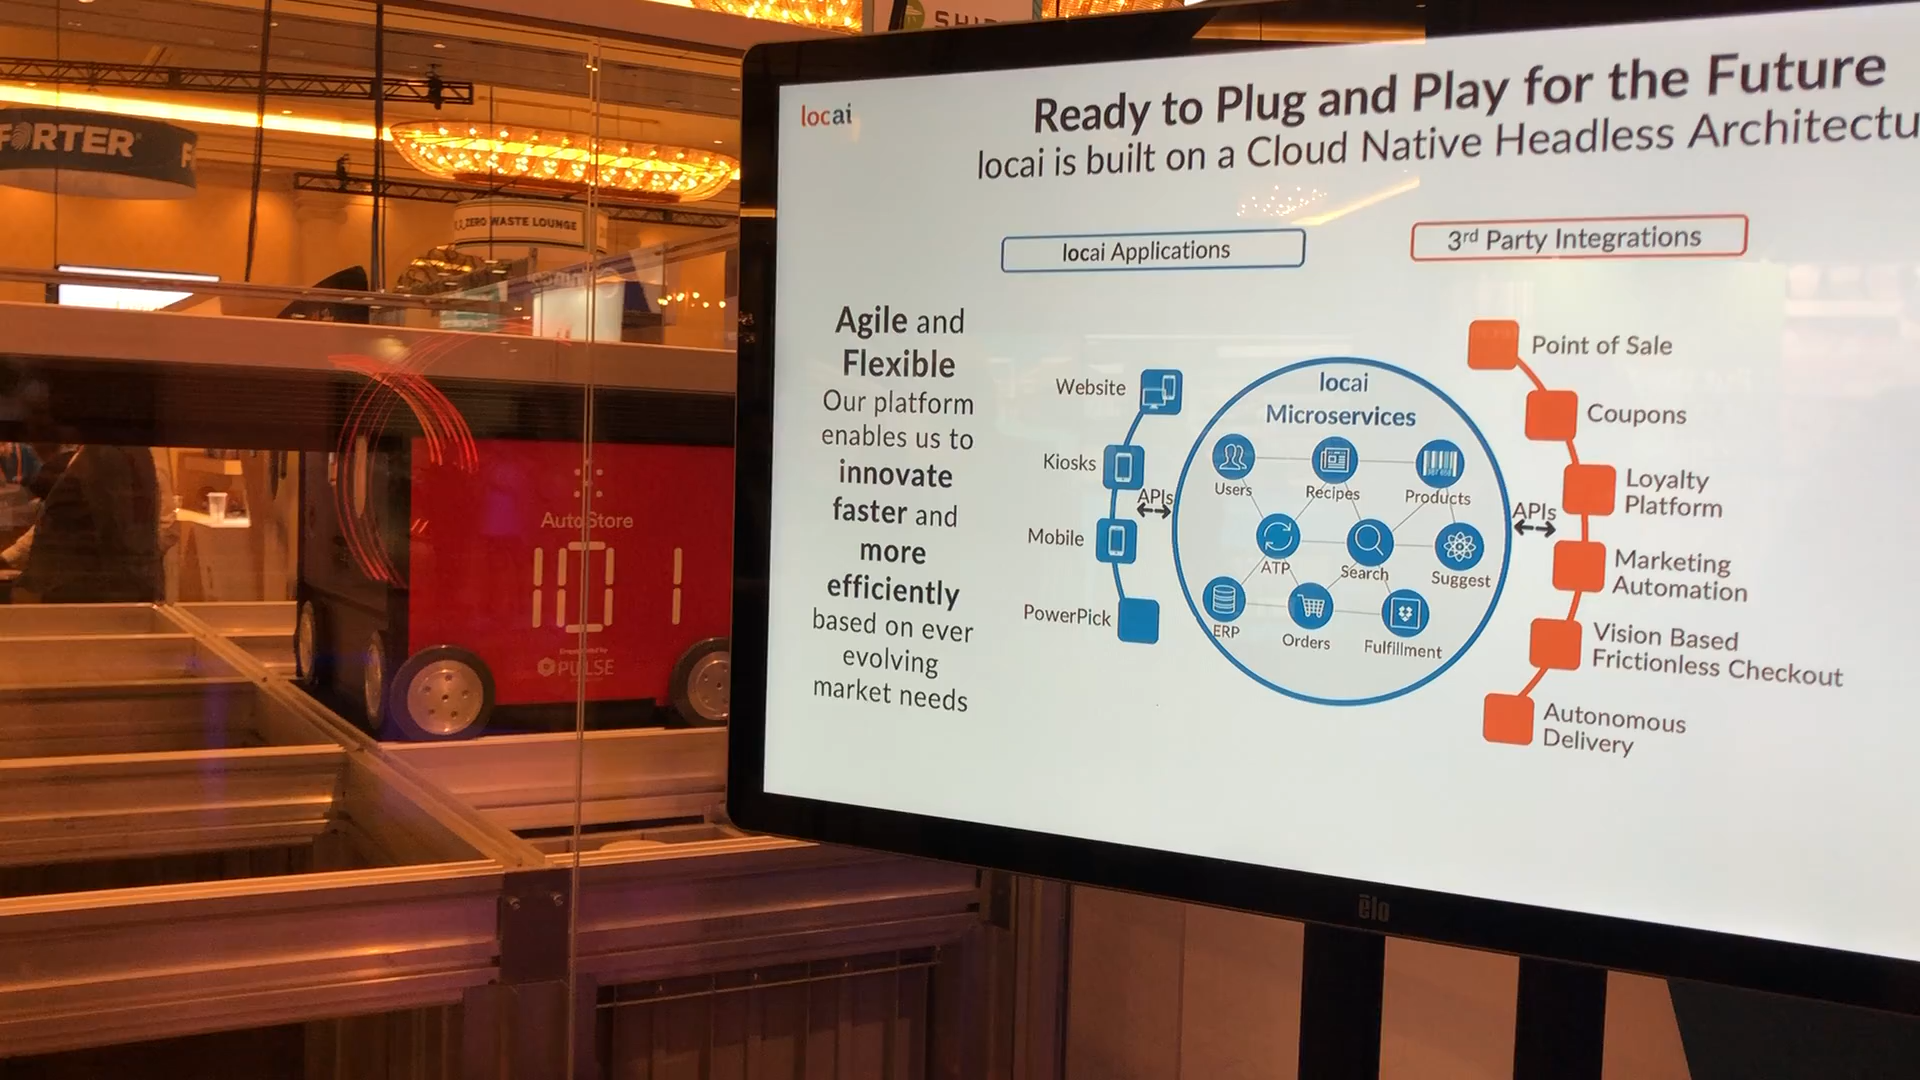 FORTER
ZERO WASTE LOUNGE
AutoStore
101
PULSE
locai
Ready to Plug and Play for the Future
locai is built on a Cloud Native Headless Architectu
locai Applications
3rd Party Integrations
Agile and
Flexible
Our platform
enables us to
innovate
faster and
more
efficiently
based on ever
evolving
market needs
Website
Kiosks
Mobile
PowerPick
APIs
locai
Microservices
Users
Recipes
Products
ATP
Search
Suggest
ERP
Orders
Fulfillment
APIs
Point of Sale
Coupons
Loyalty
Platform
Marketing
Automation
Vision Based
Frictionless Checkout
Autonomous
Delivery
elo